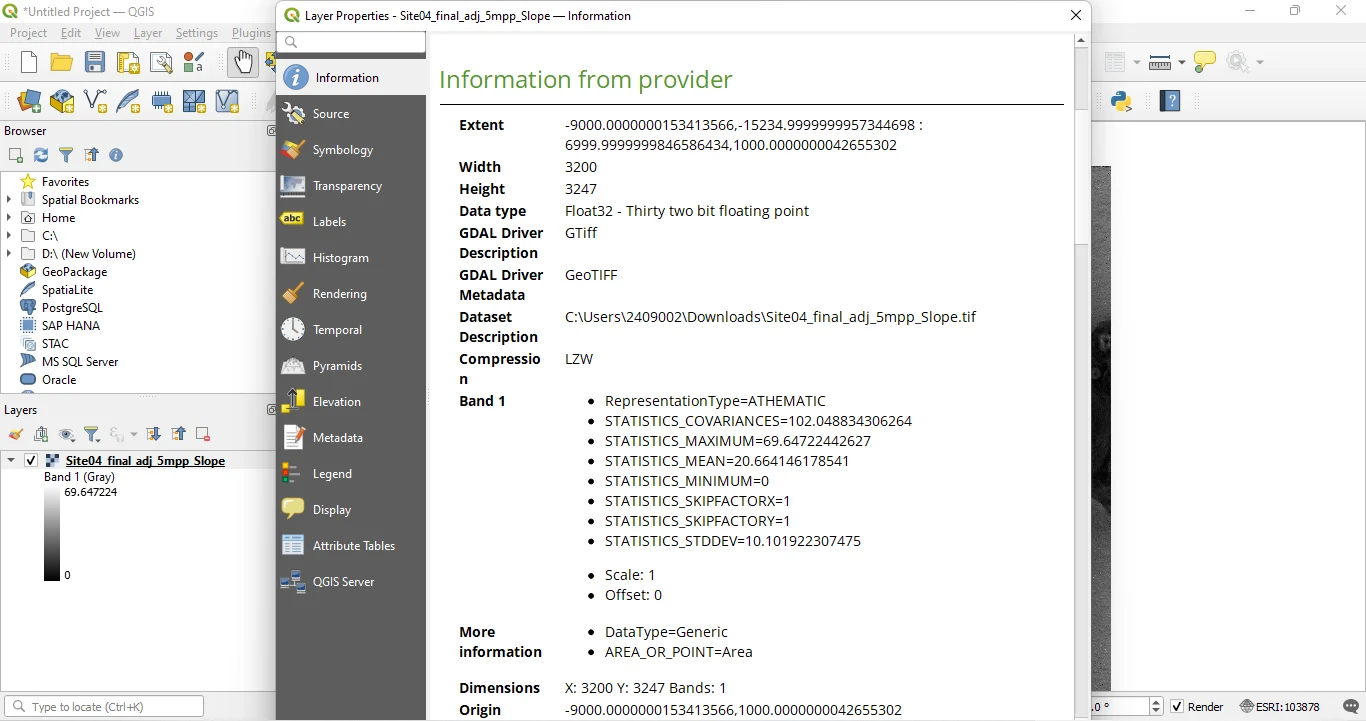 *Untitled Project — QGIS
Project Edit View Layer Settings Plugins
Browser
Favorites
Spatial Bookmarks
Home
C:\
D:\ (New Volume)
GeoPackage
SpatiaLite
PostgreSQL
SAP HANA
STAC
MS SQL Server
Oracle
Layers
Site04_final_adj_5mpp_Slope
Band 1 (Gray)
69.647224
0
Type to locate (Ctrl+K)
Layer Properties - Site04_final_adj_5mpp_Slope — Information
Information
Source
Symbology
Transparency
abc Labels
Histogram
Rendering
Temporal
Pyramids
Elevation
Metadata
Legend
Display
Attribute Tables
QGIS Server
Information from provider
Extent -9000.0000000153413566,-15234.9999999957344698 :
6999.9999999846586434,1000.0000000042655302
Width 3200
Height 3247
Data type Float32 - Thirty two bit floating point
GDAL Driver GTiff
Description
GDAL Driver GeoTIFF
Metadata
Dataset C:\Users\2409002\Downloads\Site04_final_adj_5mpp_Slope.tif
Description
Compressio LZW
n
Band 1 • RepresentationType=ATHEMATIC
• STATISTICS_COVARIANCES=102.048834306264
• STATISTICS_MAXIMUM=69.64722442627
• STATISTICS_MEAN=20.664146178541
• STATISTICS_MINIMUM=0
• STATISTICS_SKIPFACTORX=1
• STATISTICS_SKIPFACTORY=1
• STATISTICS_STDDEV=10.101922307475
• Scale: 1
• Offset: 0
More • DataType=Generic
information • AREA_OR_POINT=Area
Dimensions X: 3200 Y: 3247 Bands: 1
Origin -9000.0000000153413566,1000.0000000042655302
.0 ° Render ESRI:103878